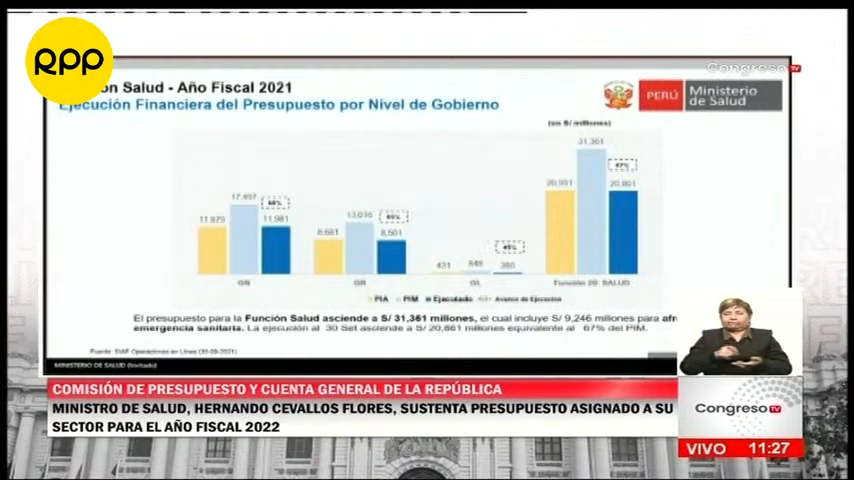 RPP
ón Salud - Año Fiscal 2021
Ejecución Financiera del Presupuesto por Nivel de Gobierno
Congreso TV
PERÚ
Ministerio
de Salud
(en S/ millones)
31,361
67%
17,497
68%
20,991
20,861
13,016
65%
11,879
11,981
8,681
8,501
45%
431
848
380
GN
GR
GL
Función 20: SALUD
PIA
PIM
Ejecutado
Avance de Ejecución
El presupuesto para la Función Salud asciende a S/ 31,361 millones, el cual incluye S/ 9,246 millones para afr
emergencia sanitaria. La ejecución al 30 Set asciende a S/ 20,861 millones equivalente al 67% del PIM.
Fuente: SIAF Operaciones en Línea (30-09-2021)
MINISTERIO DE SALUD (Invitado)
COMISIÓN DE PRESUPUESTO Y CUENTA GENERAL DE LA REPÚBLICA
MINISTRO DE SALUD, HERNANDO CEVALLOS FLORES, SUSTENTA PRESUPUESTO ASIGNADO A SU
SECTOR PARA EL AÑO FISCAL 2022
Congreso TV
VIVO
11:27